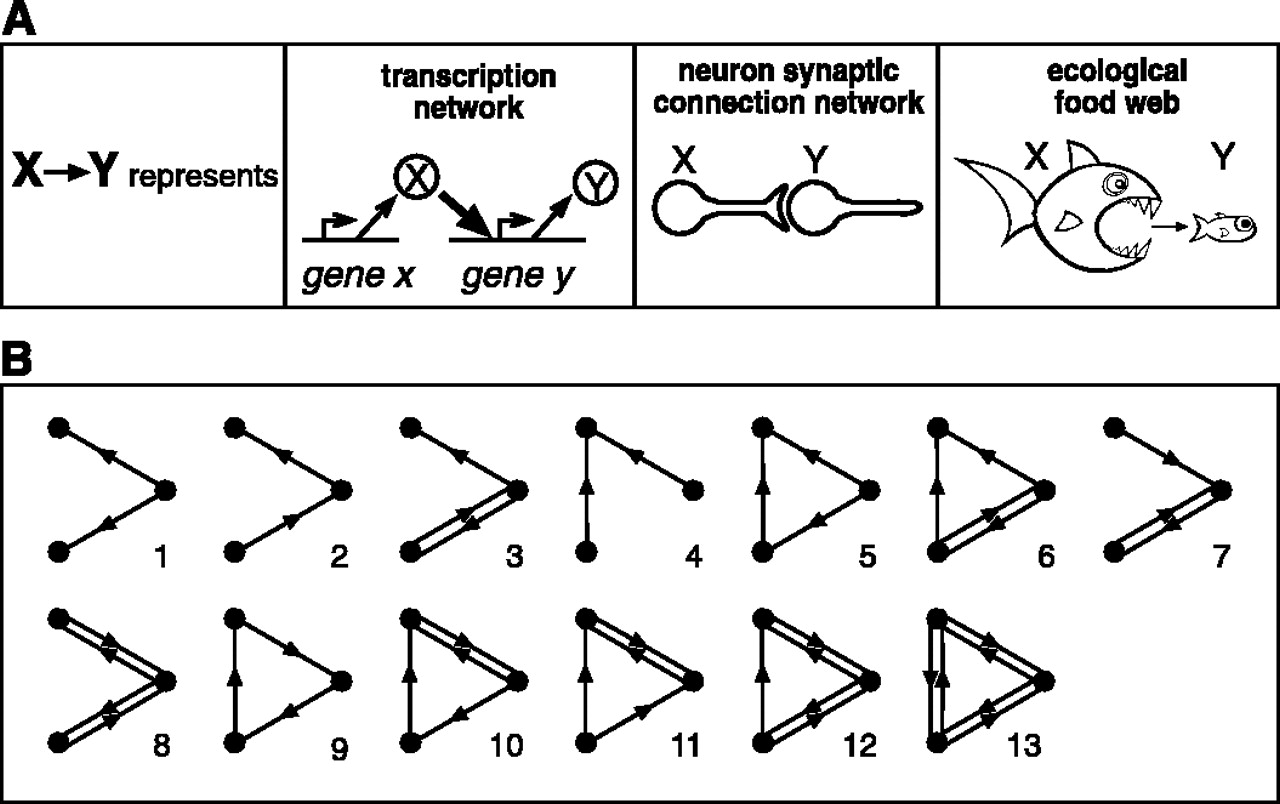 A
X→Y represents
transcription
network
X
Y
gene x
gene y
neuron synaptic
connection network
X
Y
ecological
food web
X
Y
B
1
2
3
4
5
6
7
8
9
10
11
12
13